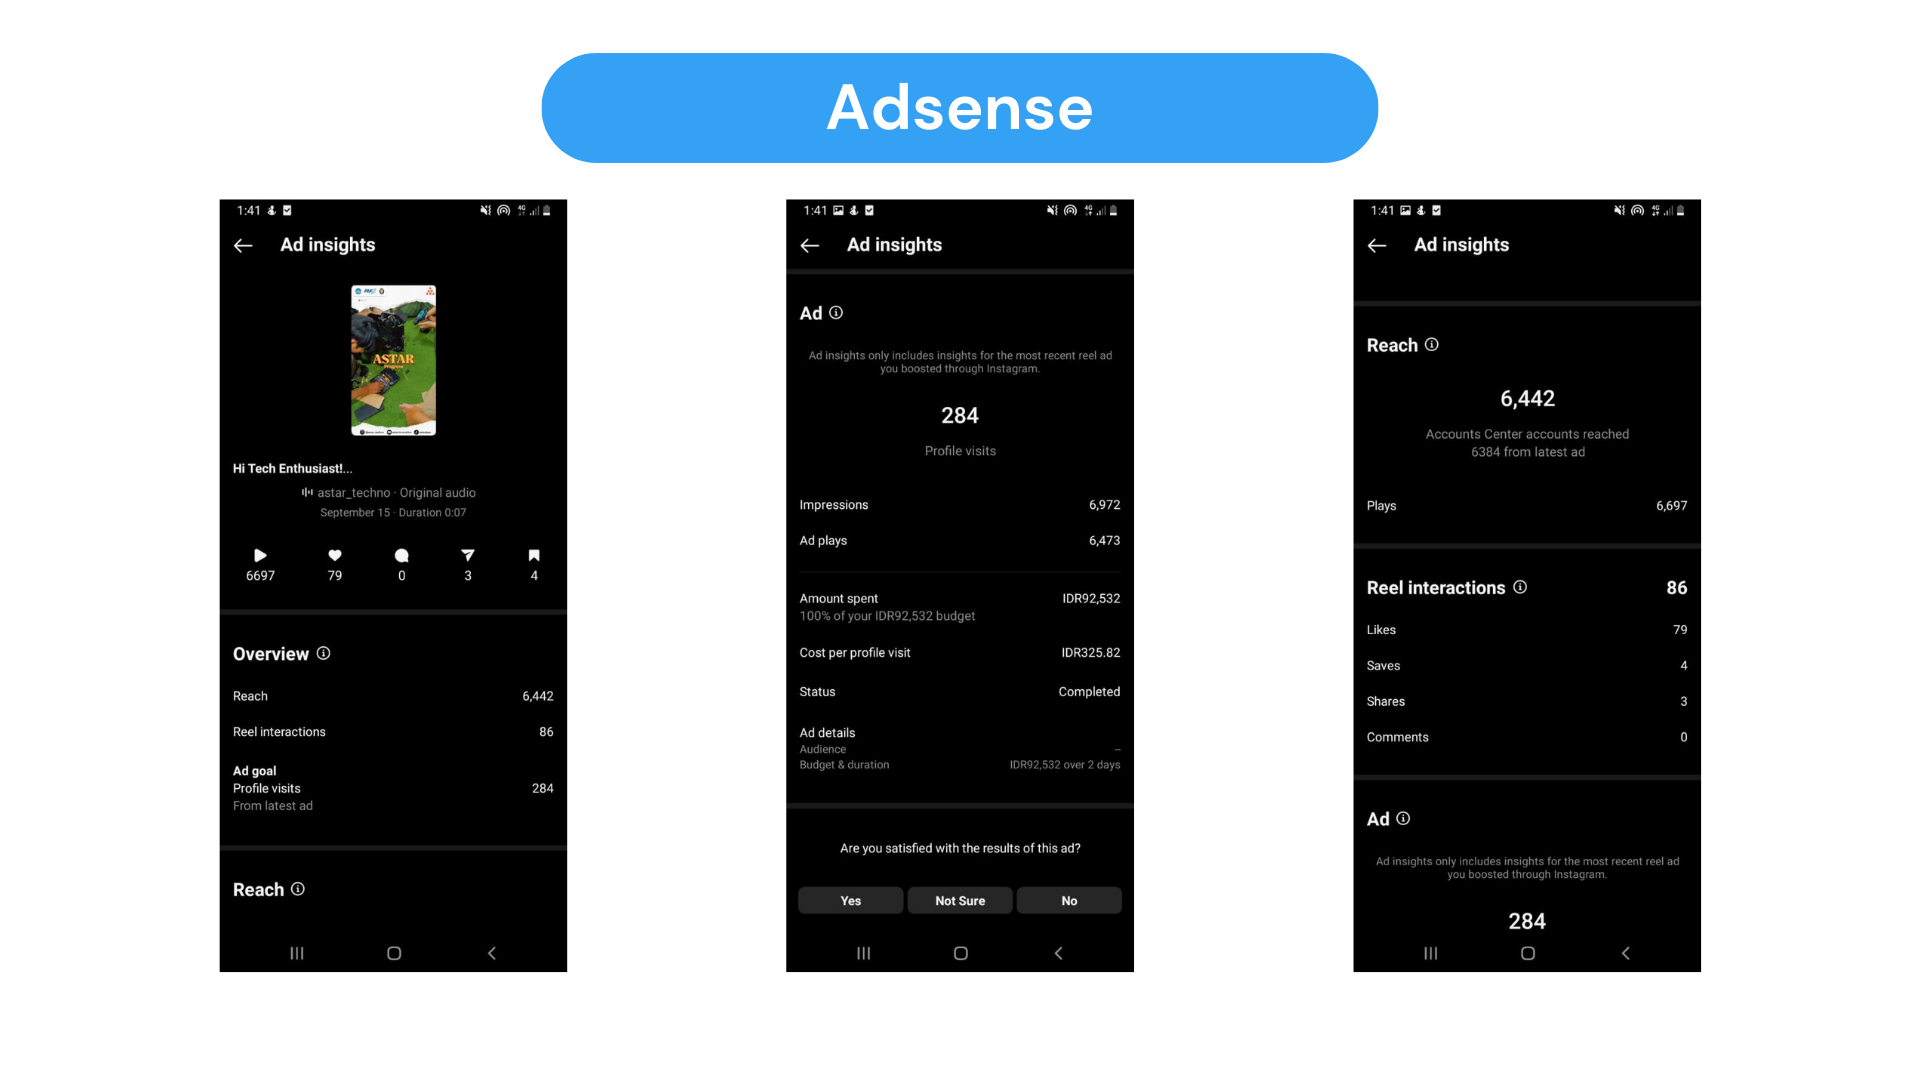 Adsense
1:41
Ad insights
ASTAR
Progress
Hi Tech Enthusiast!...
astar_techno · Original audio
September 15 · Duration 0:07
6697 79 0 3 4
Overview
Reach 6,442
Reel interactions 86
Ad goal
Profile visits 284
From latest ad
Reach
1:41 4G
Ad insights
Ad
Ad insights only includes insights for the most recent reel ad
you boosted through Instagram.
284
Profile visits
Impressions 6,972
Ad plays 6,473
Amount spent IDR92,532
100% of your IDR92,532 budget
Cost per profile visit IDR325.82
Status Completed
Ad details
Audience --
Budget & duration IDR92,532 over 2 days
Are you satisfied with the results of this ad?
Yes Not Sure No
1:41 4G
Ad insights
Reach
6,442
Accounts Center accounts reached
6384 from latest ad
Plays 6,697
Reel interactions 86
Likes 79
Saves 4
Shares 3
Comments 0
Ad
Ad insights only includes insights for the most recent reel ad
you boosted through Instagram.
284